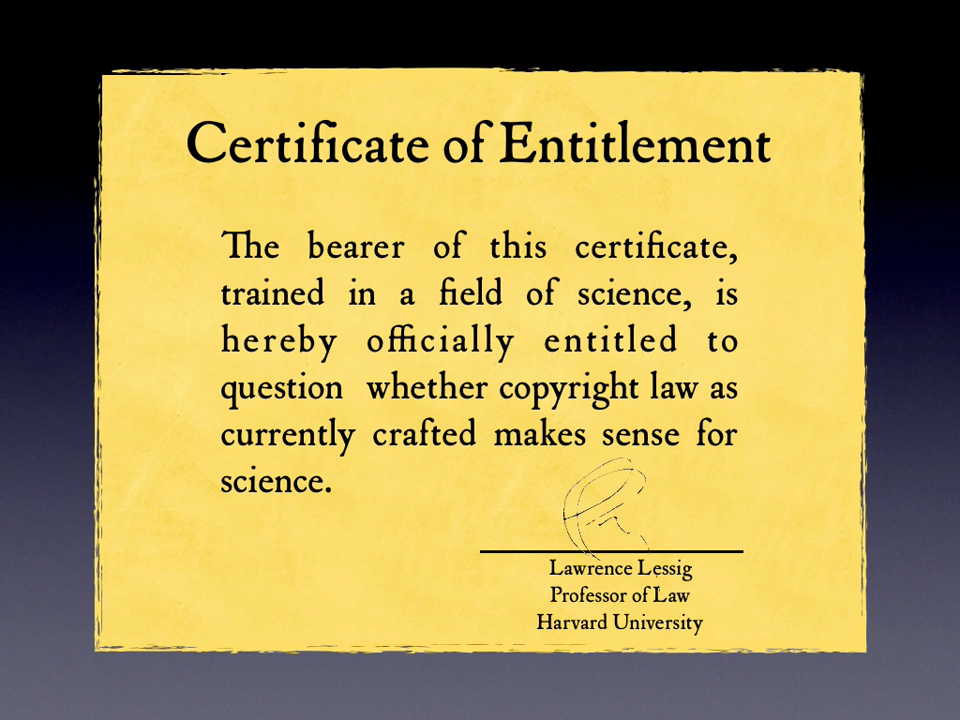 Certificate of Entitlement
The bearer of this certificate,
trained in a field of science, is
hereby officially entitled to
question whether copyright law as
currently crafted makes sense for
science.
Lawrence Lessig
Professor of Law
Harvard University